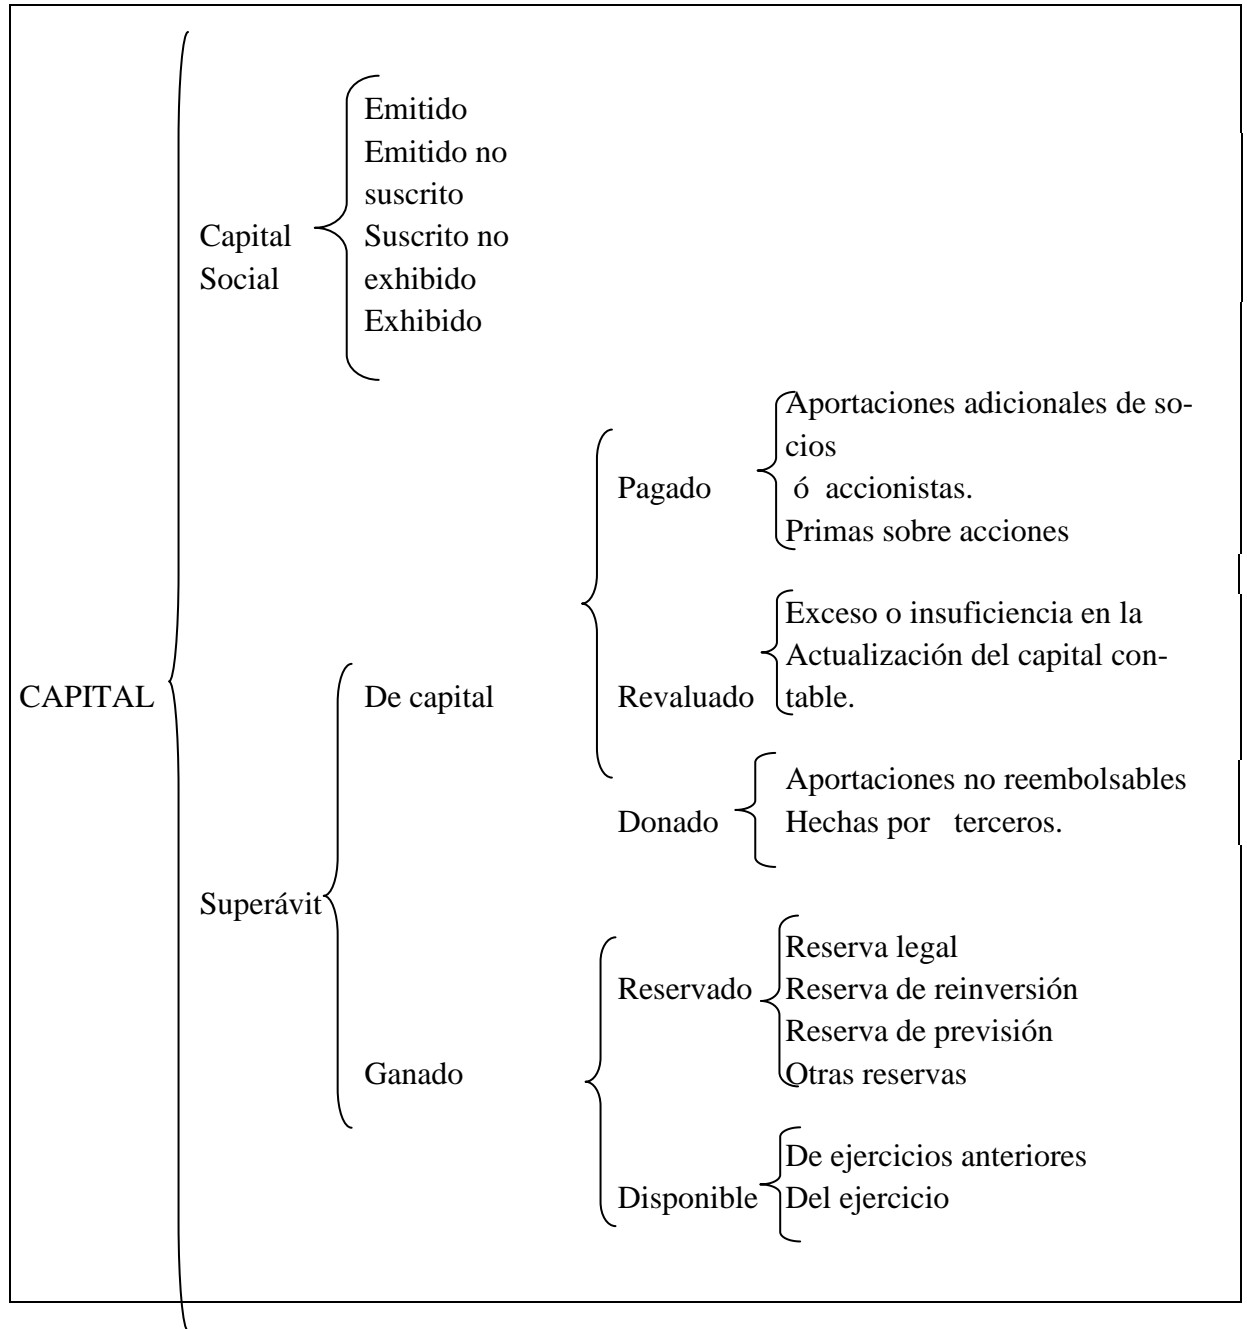 Emitido
Emitido no
suscrito
Capital
Social
Suscrito no
exhibido
Exhibido
Aportaciones adicionales de so-
cios
ó accionistas.
Primas sobre acciones
Pagado
Exceso o insuficiencia en la
Actualización del capital con-
table.
CAPITAL
De capital
Revaluado
Aportaciones no reembolsables
Hechas por terceros.
Donado
Superávit
Reserva legal
Reservado
Reserva de reinversión
Reserva de previsión
Otras reservas
Ganado
De ejercicios anteriores
Disponible
Del ejercicio